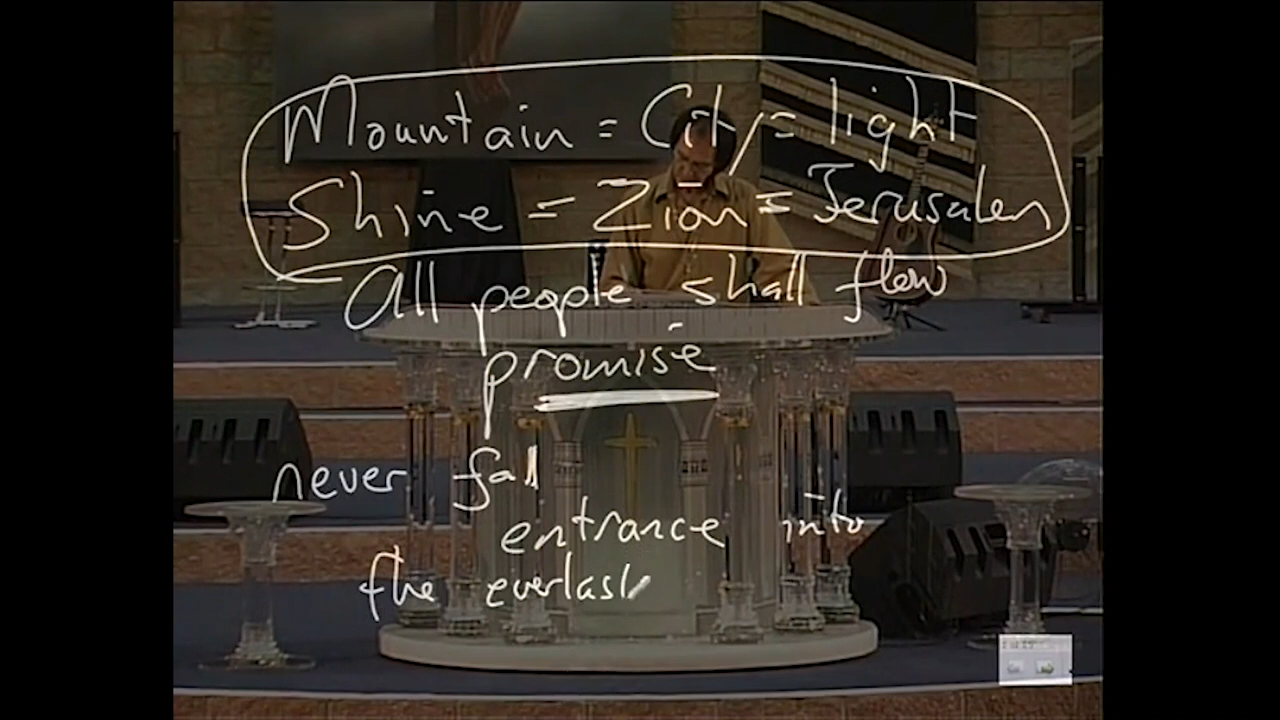 Mountain = City = light
Shine = Zion = Jerusalem
All people shall flow
promise
never fall
entrance into
the everlast